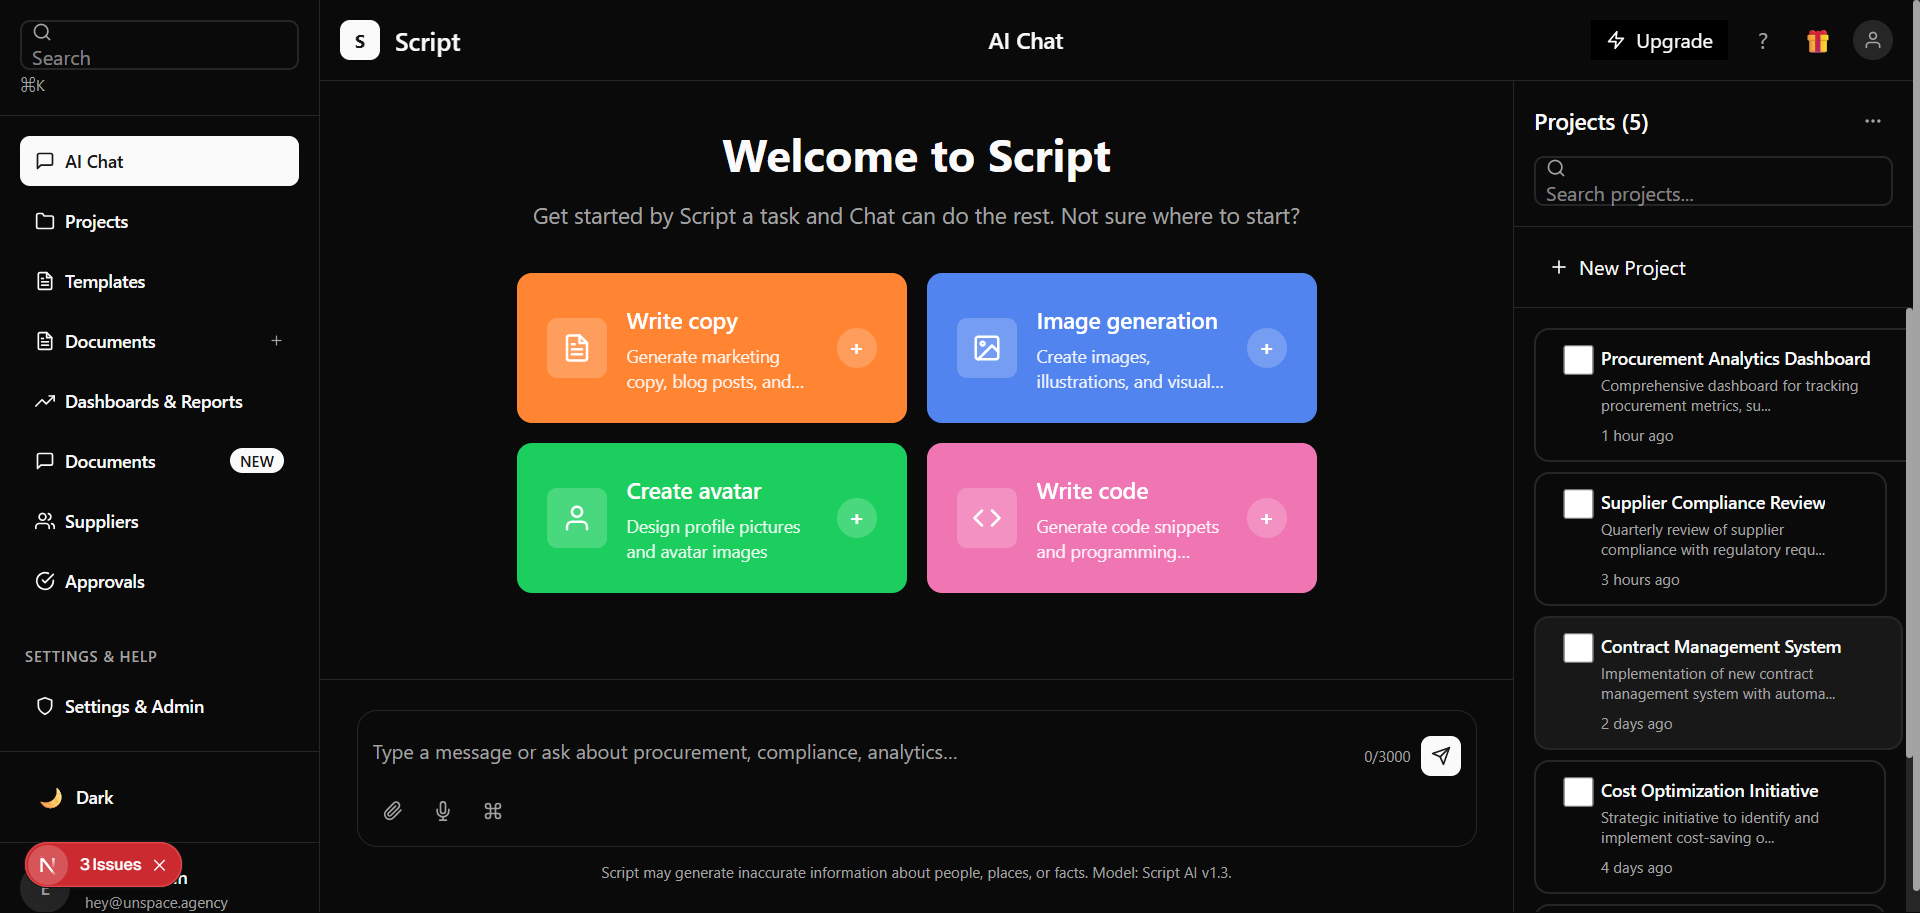 Search
⌘K
AI Chat
Projects
Templates
Documents
Dashboards & Reports
Documents NEW
Suppliers
Approvals
SETTINGS & HELP
Settings & Admin
Dark
3 Issues
hey@unspace.agency
S Script
AI Chat
Upgrade
?
Welcome to Script
Get started by Script a task and Chat can do the rest. Not sure where to start?
Write copy
Generate marketing
copy, blog posts, and...
Image generation
Create images,
illustrations, and visual...
Create avatar
Design profile pictures
and avatar images
Write code
Generate code snippets
and programming...
Type a message or ask about procurement, compliance, analytics...
0/3000
Script may generate inaccurate information about people, places, or facts. Model: Script AI v1.3.
Projects (5)
Search projects...
New Project
Procurement Analytics Dashboard
Comprehensive dashboard for tracking
procurement metrics, su...
1 hour ago
Supplier Compliance Review
Quarterly review of supplier
compliance with regulatory requ...
3 hours ago
Contract Management System
Implementation of new contract
management system with automa...
2 days ago
Cost Optimization Initiative
Strategic initiative to identify and
implement cost-saving o...
4 days ago